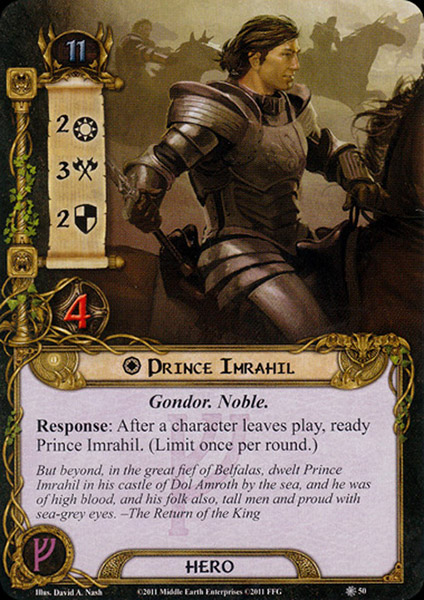 11
2
3
2
4
PRINCE IMRAHIL
Gondor. Noble.
Response: After a character leaves play, ready
Prince Imrahil. (Limit once per round.)
But beyond, in the great fief of Belfalas, dwelt Prince
Imrahil in his castle of Dol Amroth by the sea, and he was
of high blood, and his folk also, tall men and proud with
sea-grey eyes. –The Return of the King
HERO
Illus. David A. Nash ©2011 Middle Earth Enterprises ©2011 FFG 50